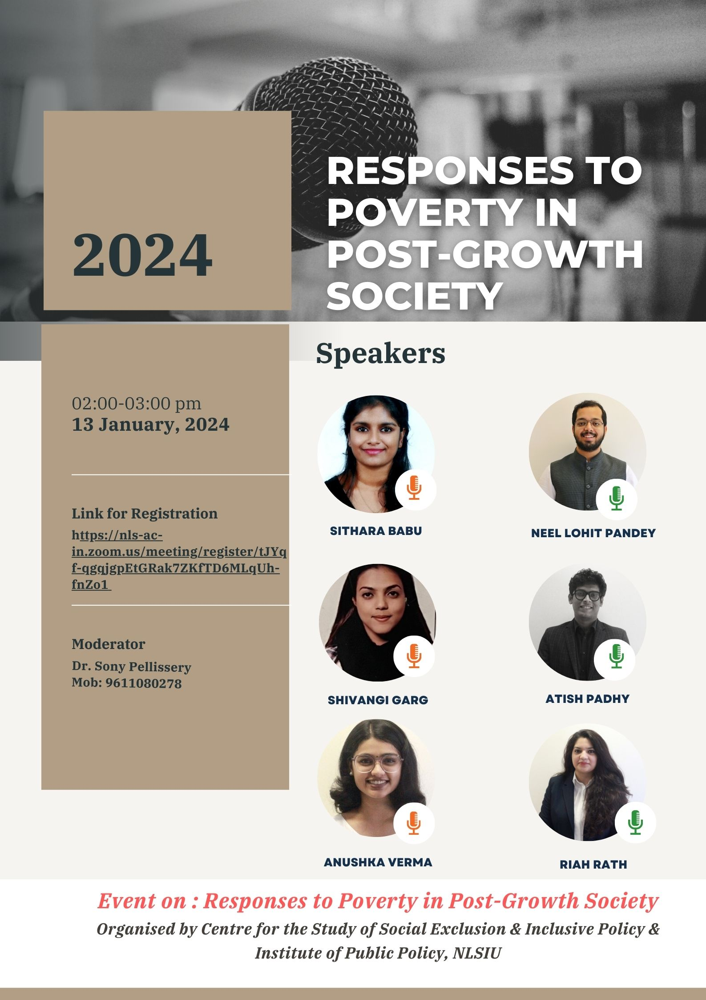 2024
RESPONSES TO
POVERTY IN
POST-GROWTH
SOCIETY
02:00-03:00 pm
13 January, 2024
Link for Registration
https://nls-ac-
in.zoom.us/meeting/register/tJYq
f-qgqjgpEtGRak7ZKfTD6MLqUh-
fnZo1
Moderator
Dr. Sony Pellissery
Mob: 9611080278
Speakers
SITHARA BABU
NEEL LOHIT PANDEY
SHIVANGI GARG
ATISH PADHY
ANUSHKA VERMA
RIAH RATH
Event on : Responses to Poverty in Post-Growth Society
Organised by Centre for the Study of Social Exclusion & Inclusive Policy &
Institute of Public Policy, NLSIU